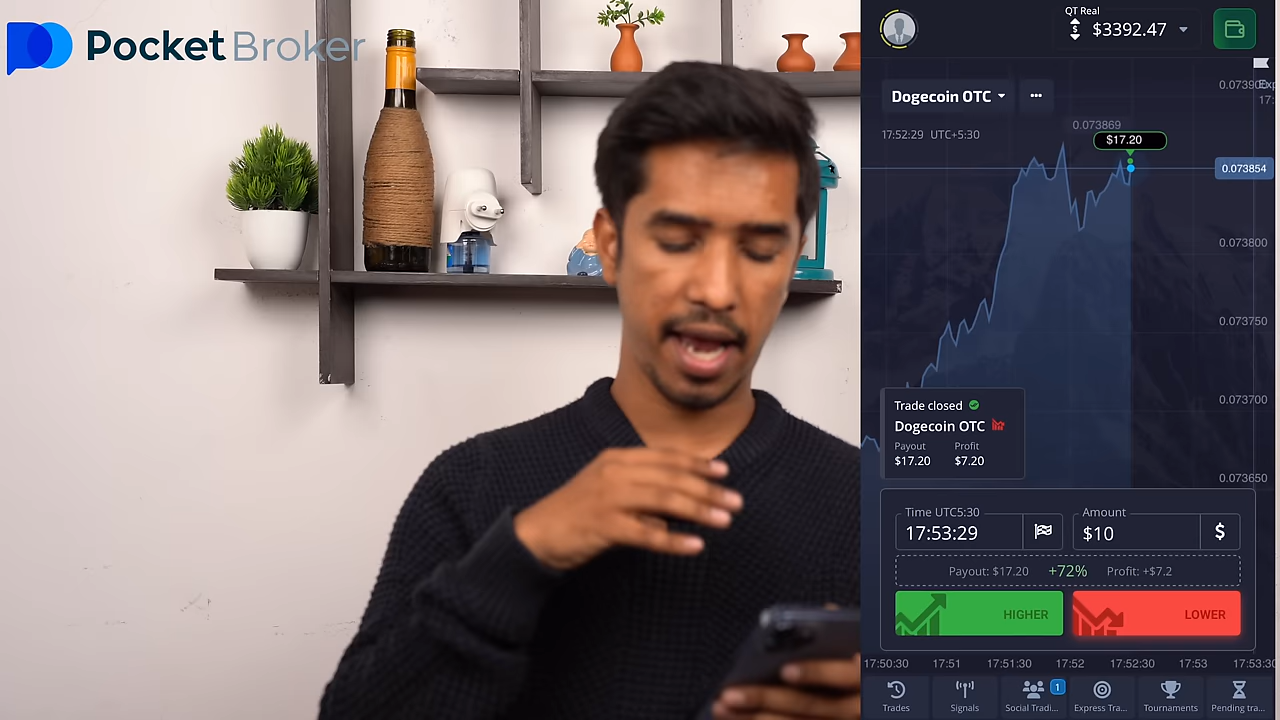 Pocket Broker
QT Real
$3392.47
Dogecoin OTC
17:52:29 UTC+5:30
0.073869
$17.20
0.073854
0.073800
0.073750
0.073700
0.073650
Trade closed
Dogecoin OTC
Payout Profit
$17.20 $7.20
Time UTC5:30
17:53:29
Amount
$10
$
Payout: $17.20 +72% Profit: +$7.2
HIGHER
LOWER
17:50:30 17:51 17:51:30 17:52 17:52:30 17:53 17:53:30
Trades
Signals
1
Social Tradi...
Express Tra...
Tournaments
Pending tra...